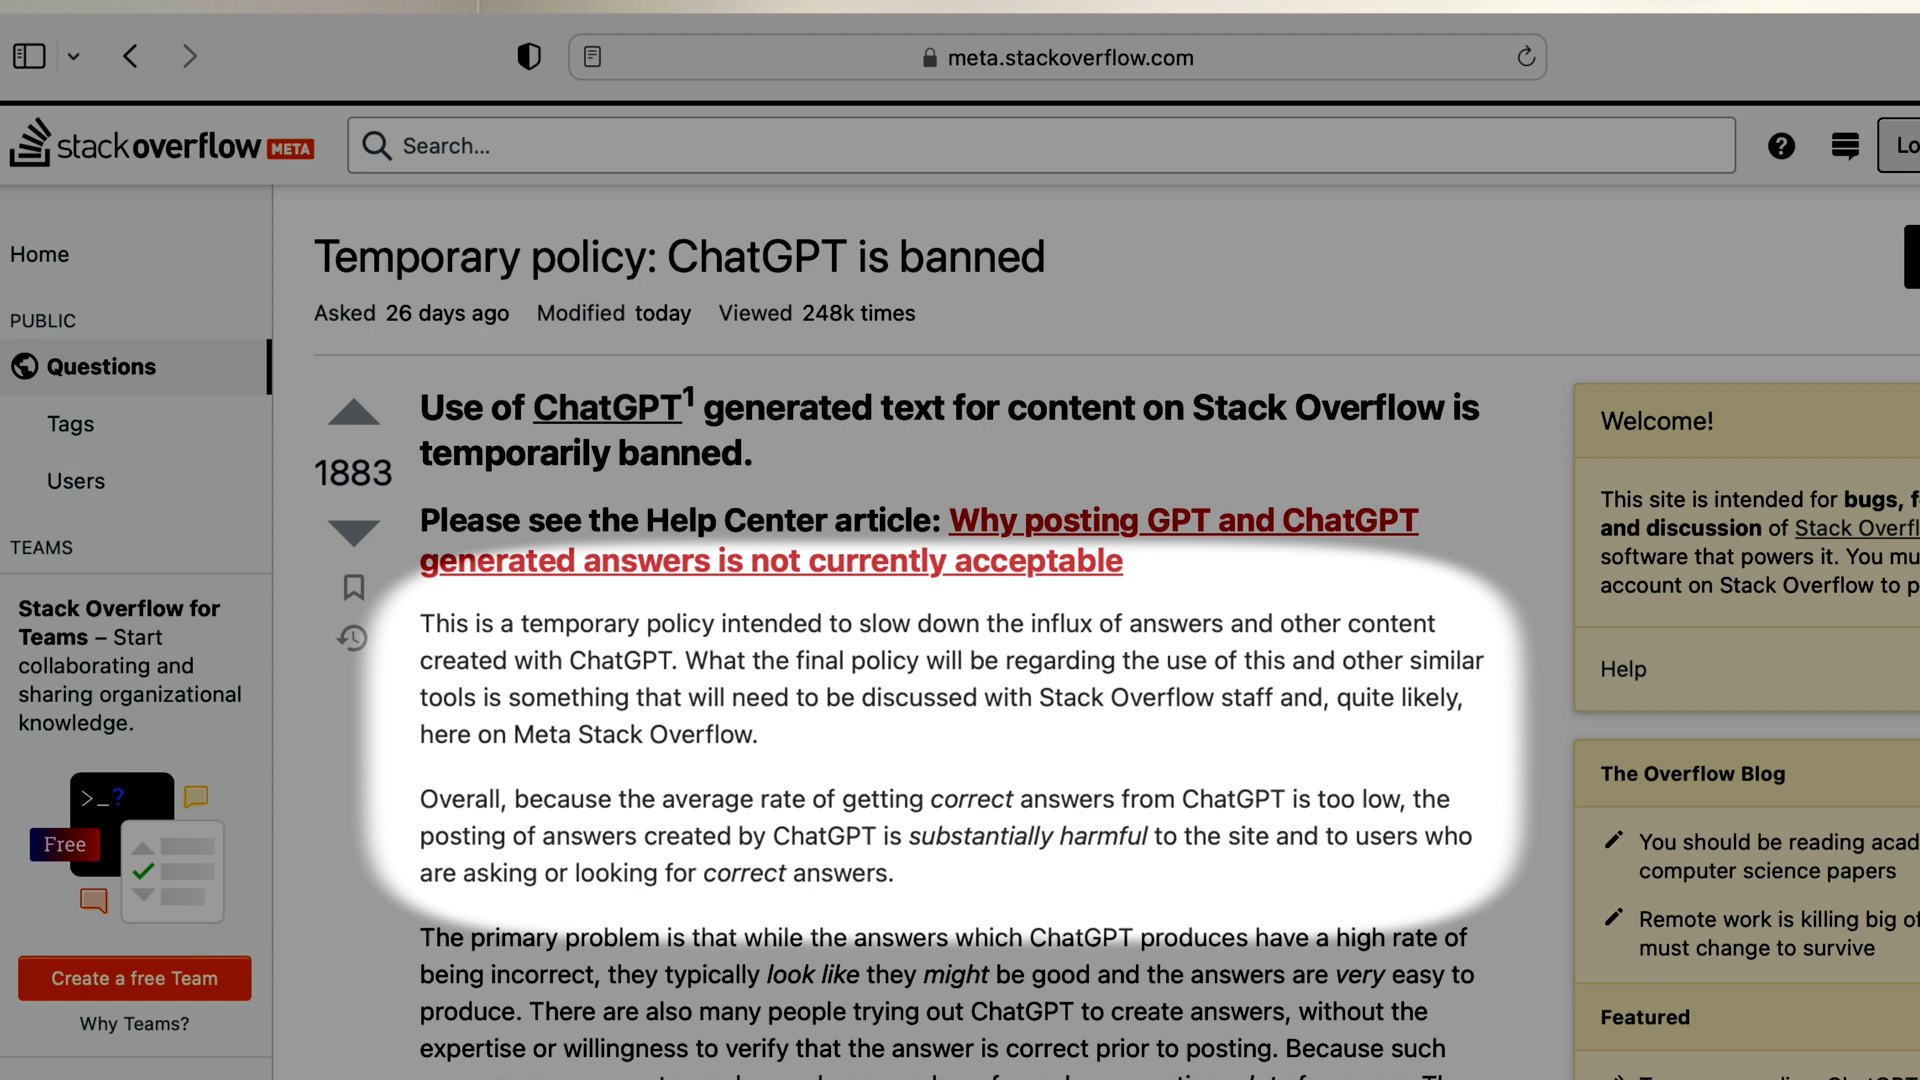 meta.stackoverflow.com
stackoverflow META
Search...
Temporary policy: ChatGPT is banned
Asked 26 days ago Modified today Viewed 248k times
Home
PUBLIC
Questions
Tags
Users
TEAMS
Stack Overflow for
Teams – Start
collaborating and
sharing organizational
knowledge.
>_?
Free
Create a free Team
Why Teams?
1883
Use of ChatGPT1 generated text for content on Stack Overflow is
temporarily banned.
Please see the Help Center article: Why posting GPT and ChatGPT
generated answers is not currently acceptable
This is a temporary policy intended to slow down the influx of answers and other content
created with ChatGPT. What the final policy will be regarding the use of this and other similar
tools is something that will need to be discussed with Stack Overflow staff and, quite likely,
here on Meta Stack Overflow.
Overall, because the average rate of getting correct answers from ChatGPT is too low, the
posting of answers created by ChatGPT is substantially harmful to the site and to users who
are asking or looking for correct answers.
The primary problem is that while the answers which ChatGPT produces have a high rate of
being incorrect, they typically look like they might be good and the answers are very easy to
produce. There are also many people trying out ChatGPT to create answers, without the
expertise or willingness to verify that the answer is correct prior to posting. Because such
Welcome!
This site is intended for bugs,
and discussion of Stack
software that powers it. You
account on Stack Overflow to
Help
The Overflow Blog
You should be reading
computer science papers
Remote work is killing big
must change to survive
Featured